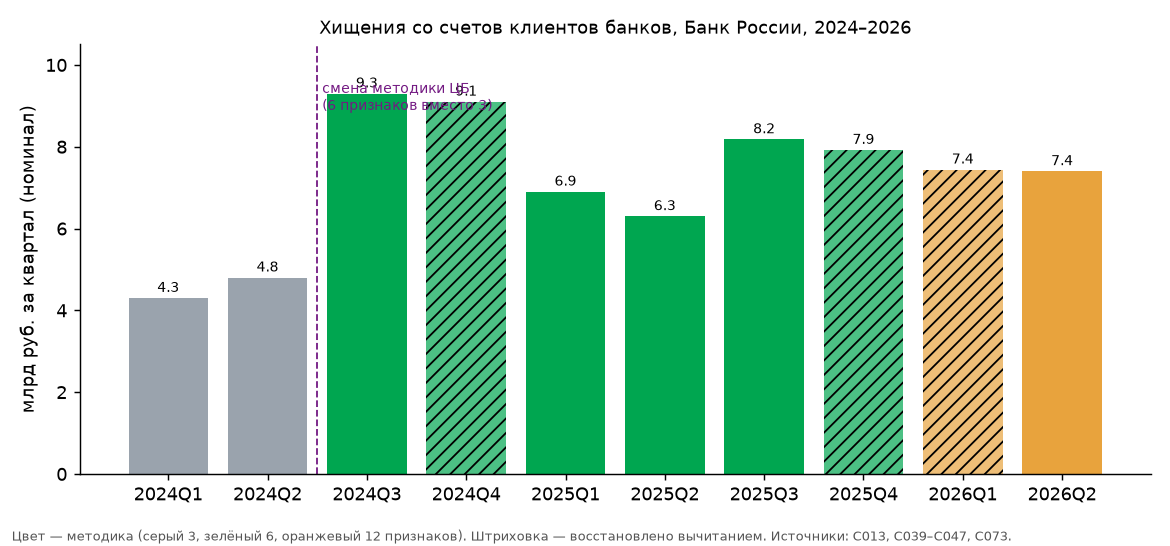 Хищения со счетов клиентов банков, Банк России, 2024–2026
млрд руб. за квартал (номинал)
10
8
6
4
2
0
смена методики ЦБ
(6 признаков вместо 3)
4.3
4.8
9.3
9.1
6.9
6.3
8.2
7.9
7.4
7.4
2024Q1
2024Q2
2024Q3
2024Q4
2025Q1
2025Q2
2025Q3
2025Q4
2026Q1
2026Q2
Цвет — методика (серый 3, зелёный 6, оранжевый 12 признаков). Штриховка — восстановлено вычитанием. Источники: C013, C039–C047, C073.